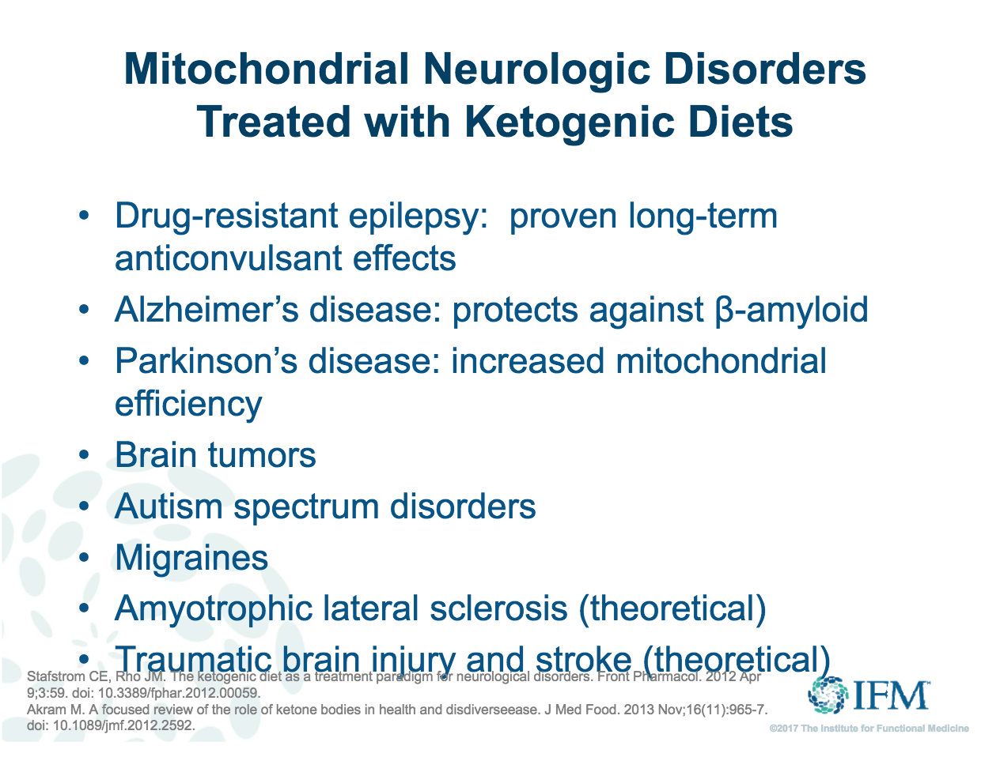 Mitochondrial Neurologic Disorders
Treated with Ketogenic Diets
• Drug-resistant epilepsy:  proven long-term
anticonvulsant effects
• Alzheimer’s disease: protects against β-amyloid
• Parkinson’s disease: increased mitochondrial
efficiency
• Brain tumors
• Autism spectrum disorders
• Migraines
• Amyotrophic lateral sclerosis (theoretical)
• Traumatic brain injury and stroke (theoretical)
Stafstrom CE, Rho JM. The ketogenic diet as a treatment paradigm for neurological disorders. Front Pharmacol. 2012 Apr
9;3:59. doi: 10.3389/fphar.2012.00059.
Akram M. A focused review of the role of ketone bodies in health and disdiverseease. J Med Food. 2013 Nov;16(11):965-7.
doi: 10.1089/jmf.2012.2592.
IFM™
©2017 The Institute for Functional Medicine